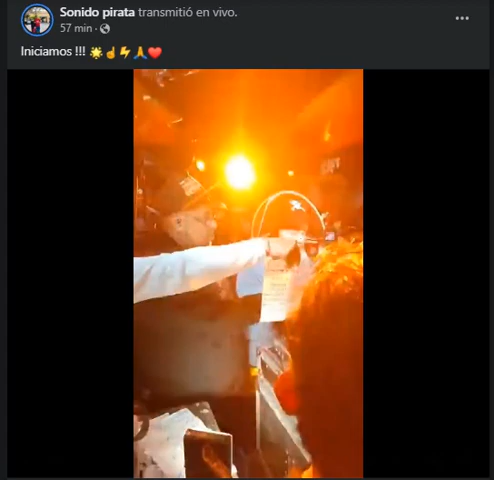 Sonido pirata transmitió en vivo.
57 min ·
Iniciamos !!! 🌟☝⚡🙏❤